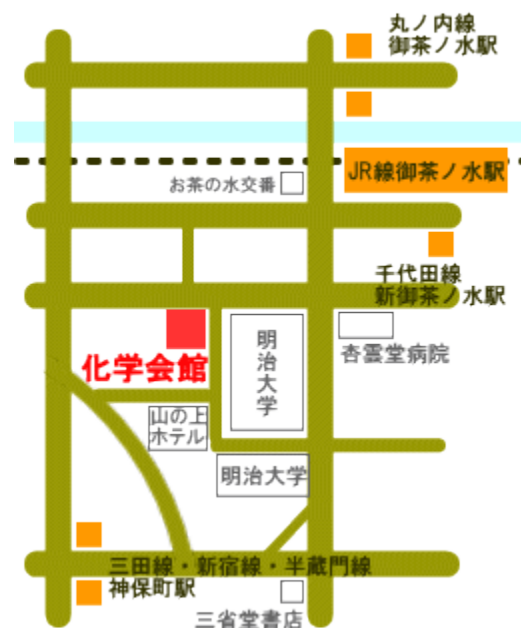 丸ノ内線
御茶ノ水駅
JR線御茶ノ水駅
お茶の水交番
千代田線
新御茶ノ水駅
明治大学
杏雲堂病院
化学会館
山の上
ホテル
明治大学
三田線・新宿線・半蔵門線
神保町駅
三省堂書店